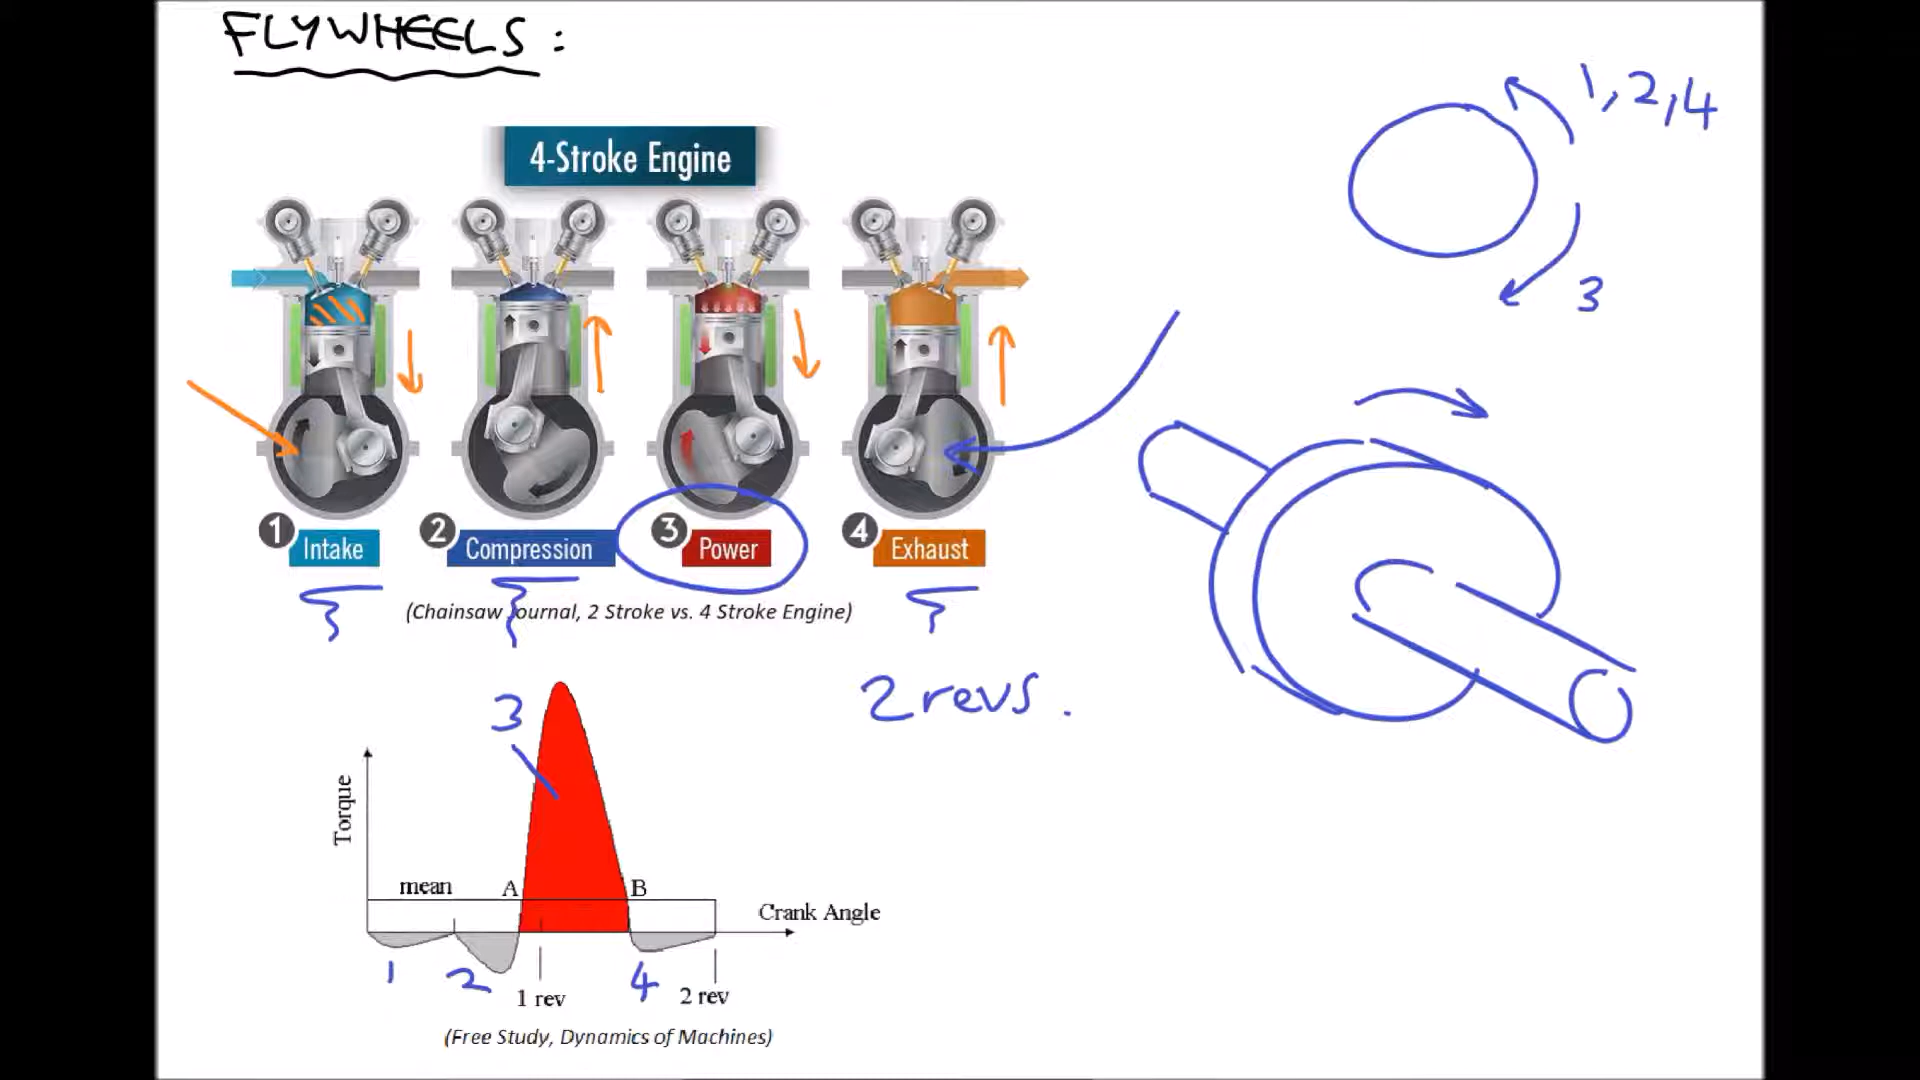 FLYWHEELS:
1,2,4
4-Stroke Engine
3
1 Intake
2 Compression
3 Power
4 Exhaust
(Chainsaw Journal, 2 Stroke vs. 4 Stroke Engine)
2 revs.
3
Torque
mean
A
B
Crank Angle
1
2
4
1 rev
2 rev
(Free Study, Dynamics of Machines)